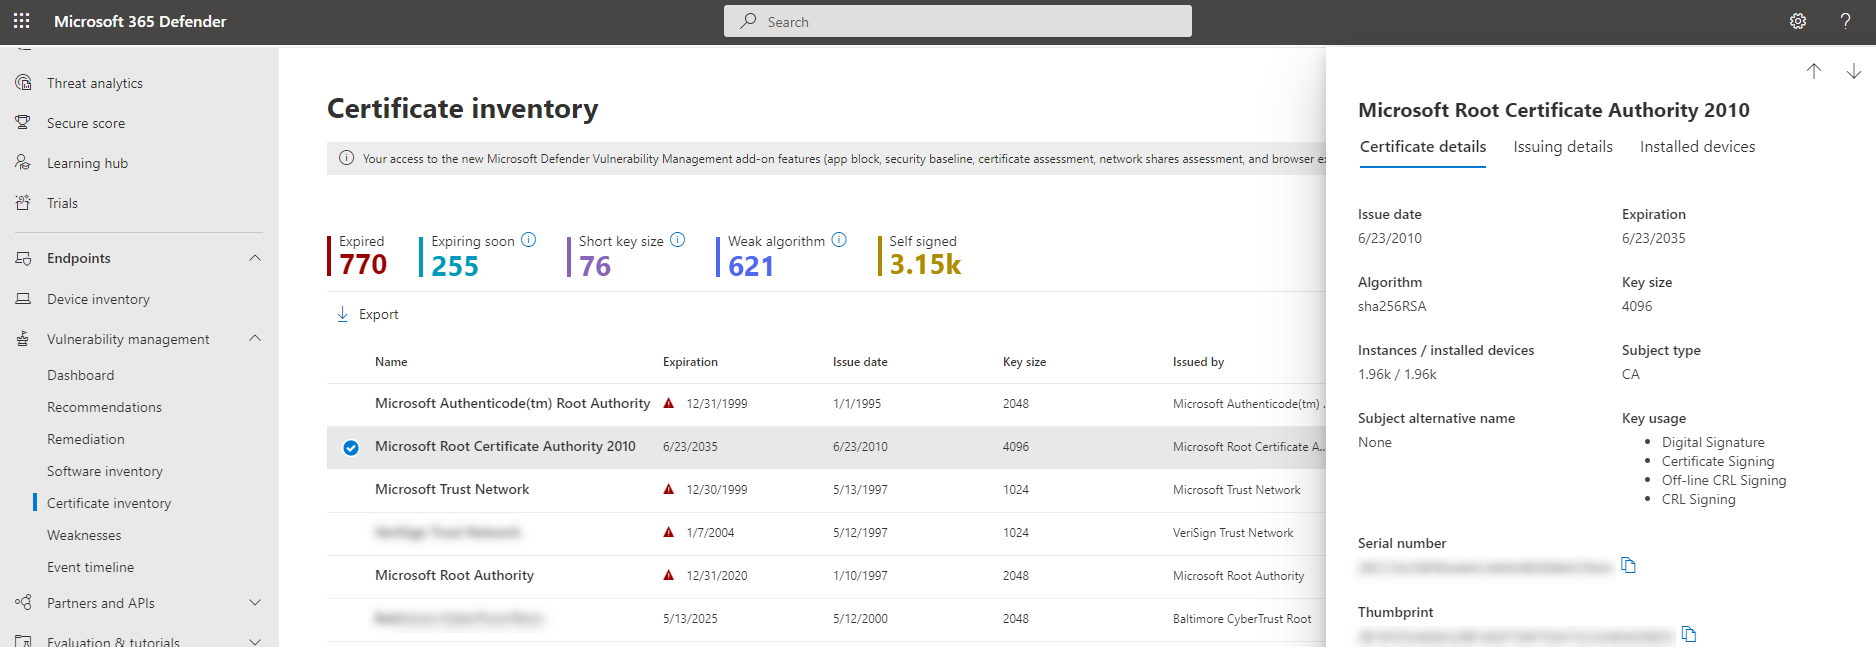 Microsoft 365 Defender
Search
Threat analytics
Secure score
Learning hub
Trials
Endpoints
Device inventory
Vulnerability management
Dashboard
Recommendations
Remediation
Software inventory
Certificate inventory
Weaknesses
Event timeline
Partners and APIs
Evaluation & tutorials
Certificate inventory
Your access to the new Microsoft Defender Vulnerability Management add-on features (app block, security baseline, certificate assessment, network shares assessment, and browser ex
Expired
770
Expiring soon
255
Short key size
76
Weak algorithm
621
Self signed
3.15k
Export
Name Expiration Issue date Key size Issued by
Microsoft Authenticode(tm) Root Authority 12/31/1999 1/1/1995 2048 Microsoft Authenticode(tm) .
Microsoft Root Certificate Authority 2010 6/23/2035 6/23/2010 4096 Microsoft Root Certificate A...
Microsoft Trust Network 12/30/1999 5/13/1997 1024 Microsoft Trust Network
1/7/2004 5/12/1997 1024 VeriSign Trust Network
Microsoft Root Authority 12/31/2020 1/10/1997 2048 Microsoft Root Authority
5/13/2025 5/12/2000 2048 Baltimore CyberTrust Root
Microsoft Root Certificate Authority 2010
Certificate details Issuing details Installed devices
Issue date Expiration
6/23/2010 6/23/2035
Algorithm Key size
sha256RSA 4096
Instances / installed devices Subject type
1.96k / 1.96k CA
Subject alternative name Key usage
None
• Digital Signature
• Certificate Signing
• Off-line CRL Signing
• CRL Signing
Serial number
Thumbprint